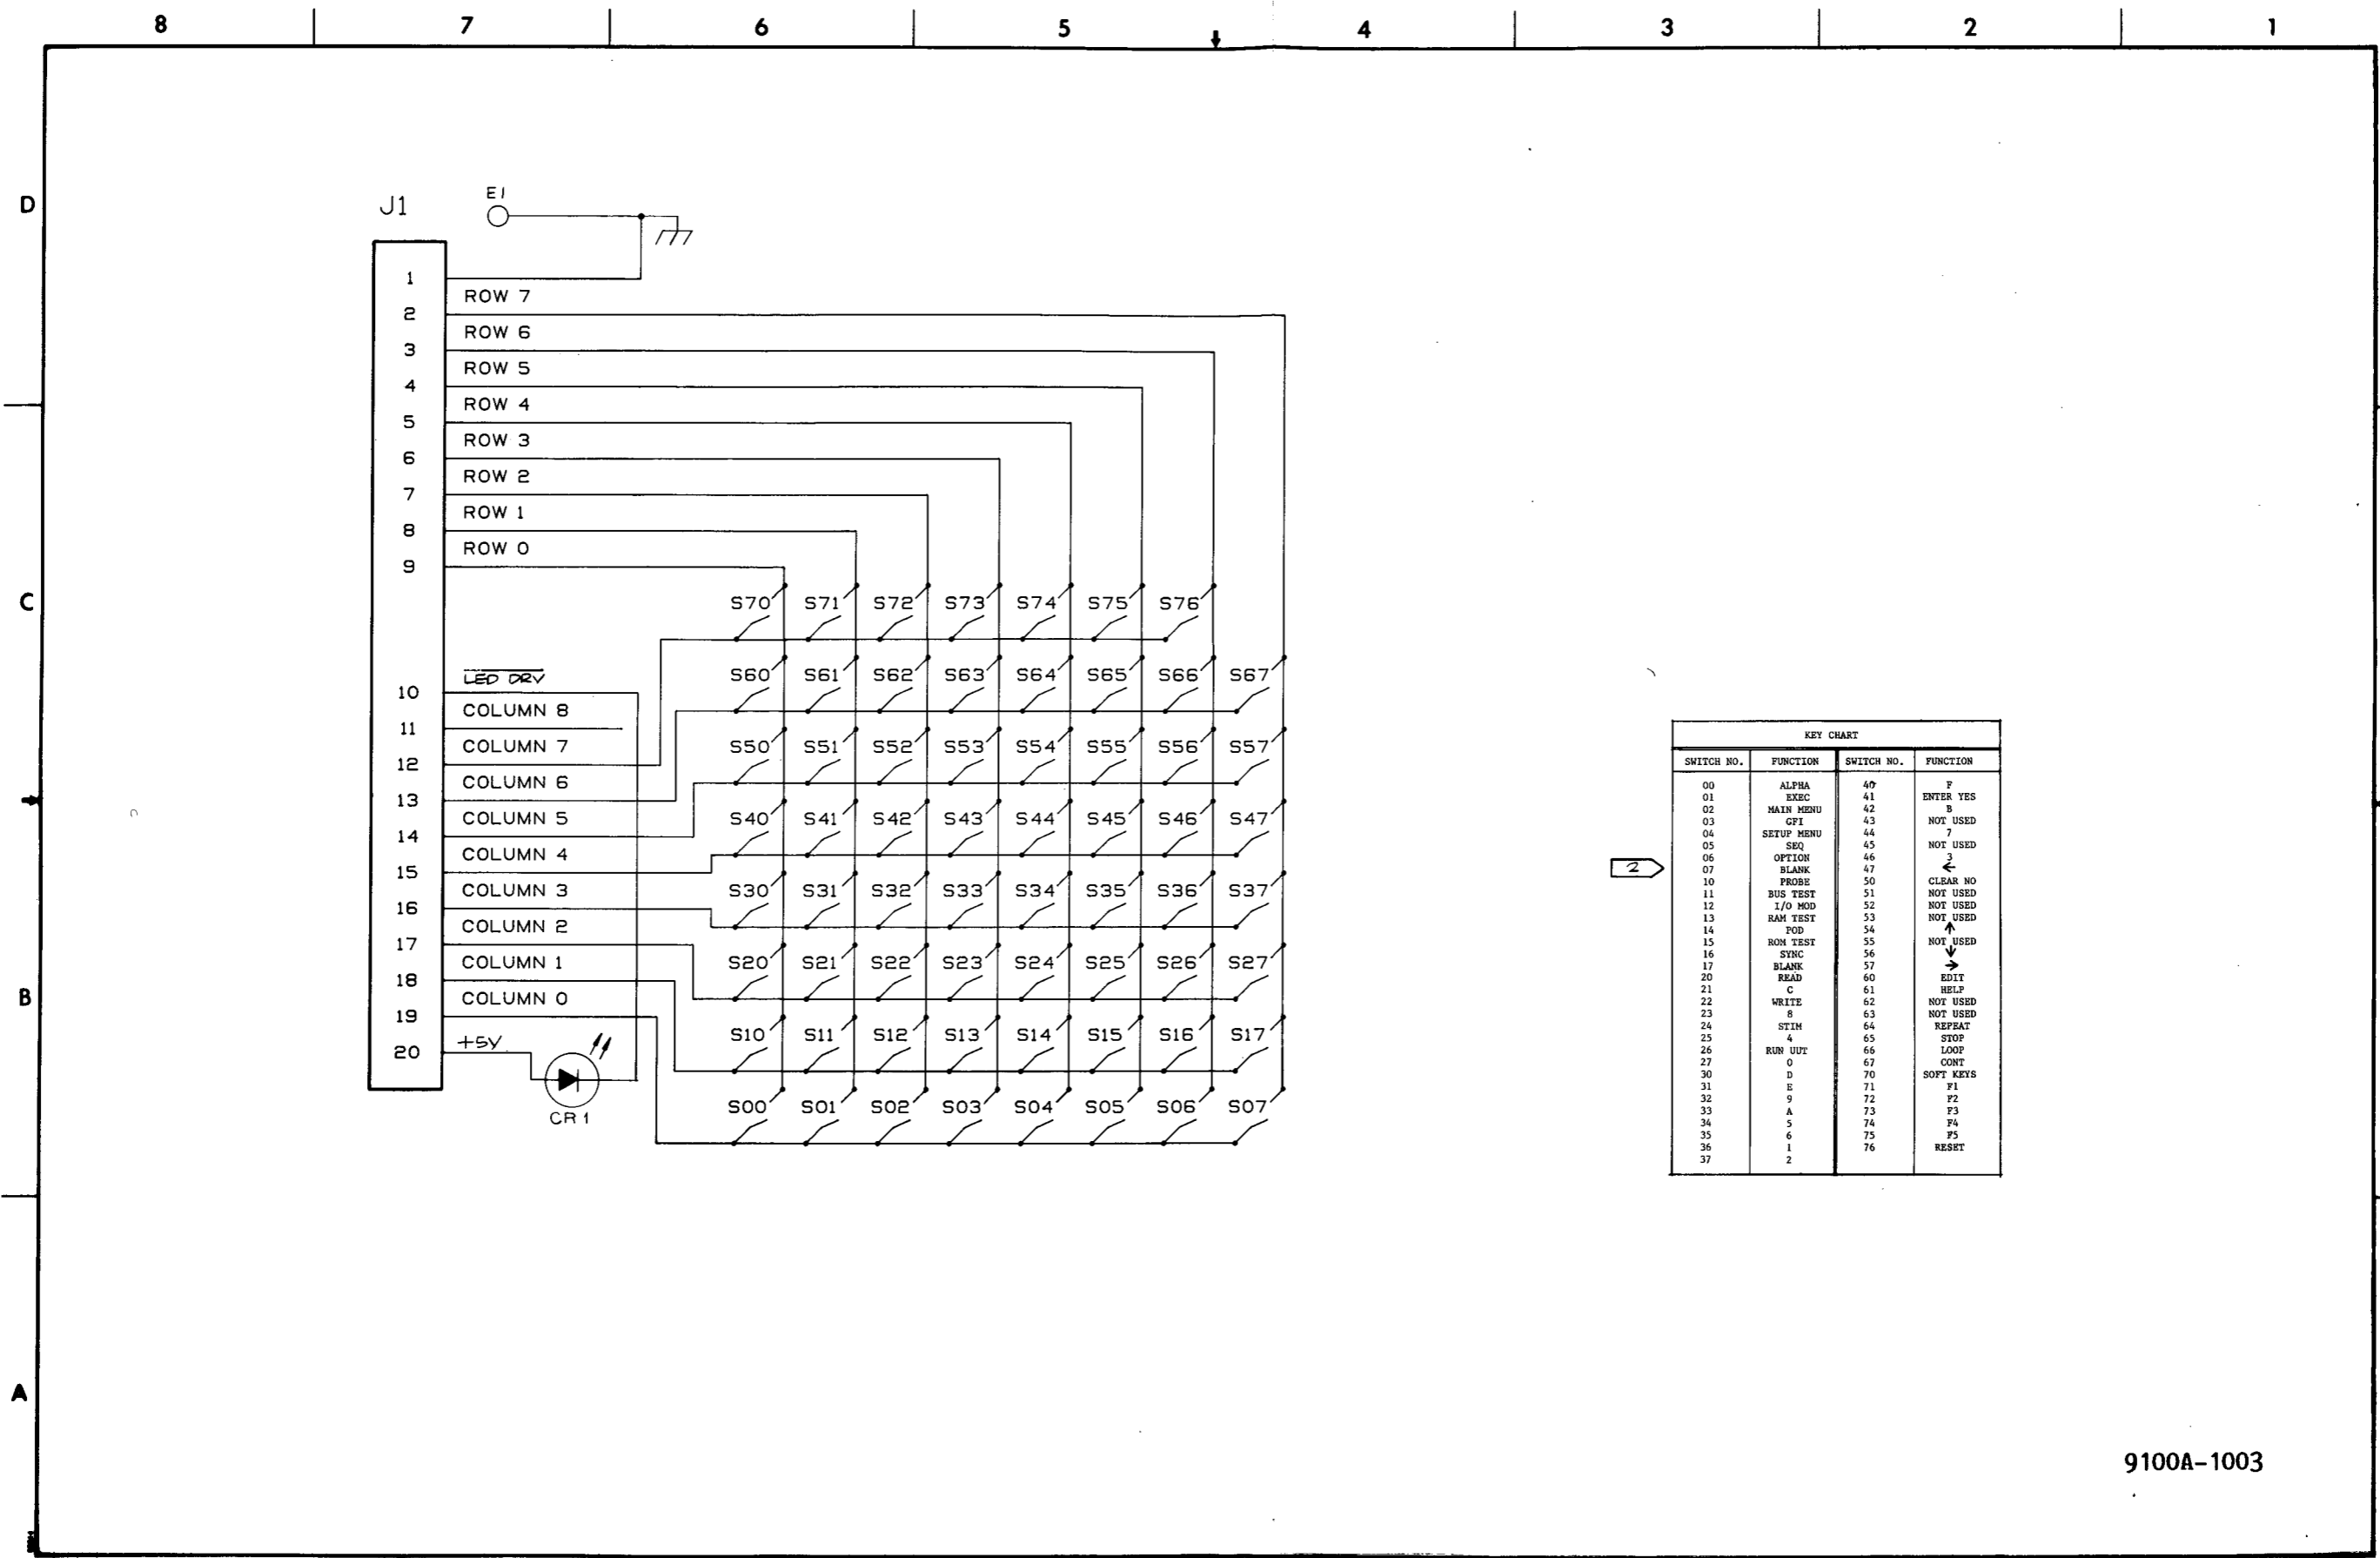 8 7 6 5 4 3 2 1
D
C
B
A
J1
E1
1
ROW 7
2
ROW 6
3
ROW 5
4
ROW 4
5
ROW 3
6
ROW 2
7
ROW 1
8
ROW 0
9
LED DRV
10
COLUMN 8
11
COLUMN 7
12
COLUMN 6
13
COLUMN 5
14
COLUMN 4
15
COLUMN 3
16
COLUMN 2
17
COLUMN 1
18
COLUMN 0
19
+5V
20
CR1
S70 S71 S72 S73 S74 S75 S76
S60 S61 S62 S63 S64 S65 S66 S67
S50 S51 S52 S53 S54 S55 S56 S57
S40 S41 S42 S43 S44 S45 S46 S47
S30 S31 S32 S33 S34 S35 S36 S37
S20 S21 S22 S23 S24 S25 S26 S27
S10 S11 S12 S13 S14 S15 S16 S17
S00 S01 S02 S03 S04 S05 S06 S07
2
KEY CHART
SWITCH NO. FUNCTION SWITCH NO. FUNCTION
00 ALPHA 40 F
01 EXEC 41 ENTER YES
02 MAIN MENU 42 B
03 GFI 43 NOT USED
04 SETUP MENU 44 7
05 SEQ 45 NOT USED
06 OPTION 46 3
07 BLANK 47 ←
10 PROBE 50 CLEAR NO
11 BUS TEST 51 NOT USED
12 I/O MOD 52 NOT USED
13 RAM TEST 53 NOT USED
14 POD 54 ↑
15 ROM TEST 55 NOT USED
16 SYNC 56 ↓
17 BLANK 57 →
20 READ 60 EDIT
21 C 61 HELP
22 WRITE 62 NOT USED
23 8 63 NOT USED
24 STIM 64 REPEAT
25 4 65 STOP
26 RUN UUT 66 LOOP
27 0 67 CONT
30 D 70 SOFT KEYS
31 E 71 F1
32 9 72 F2
33 A 73 F3
34 5 74 F4
35 6 75 F5
36 1 76 RESET
37 2
9100A-1003